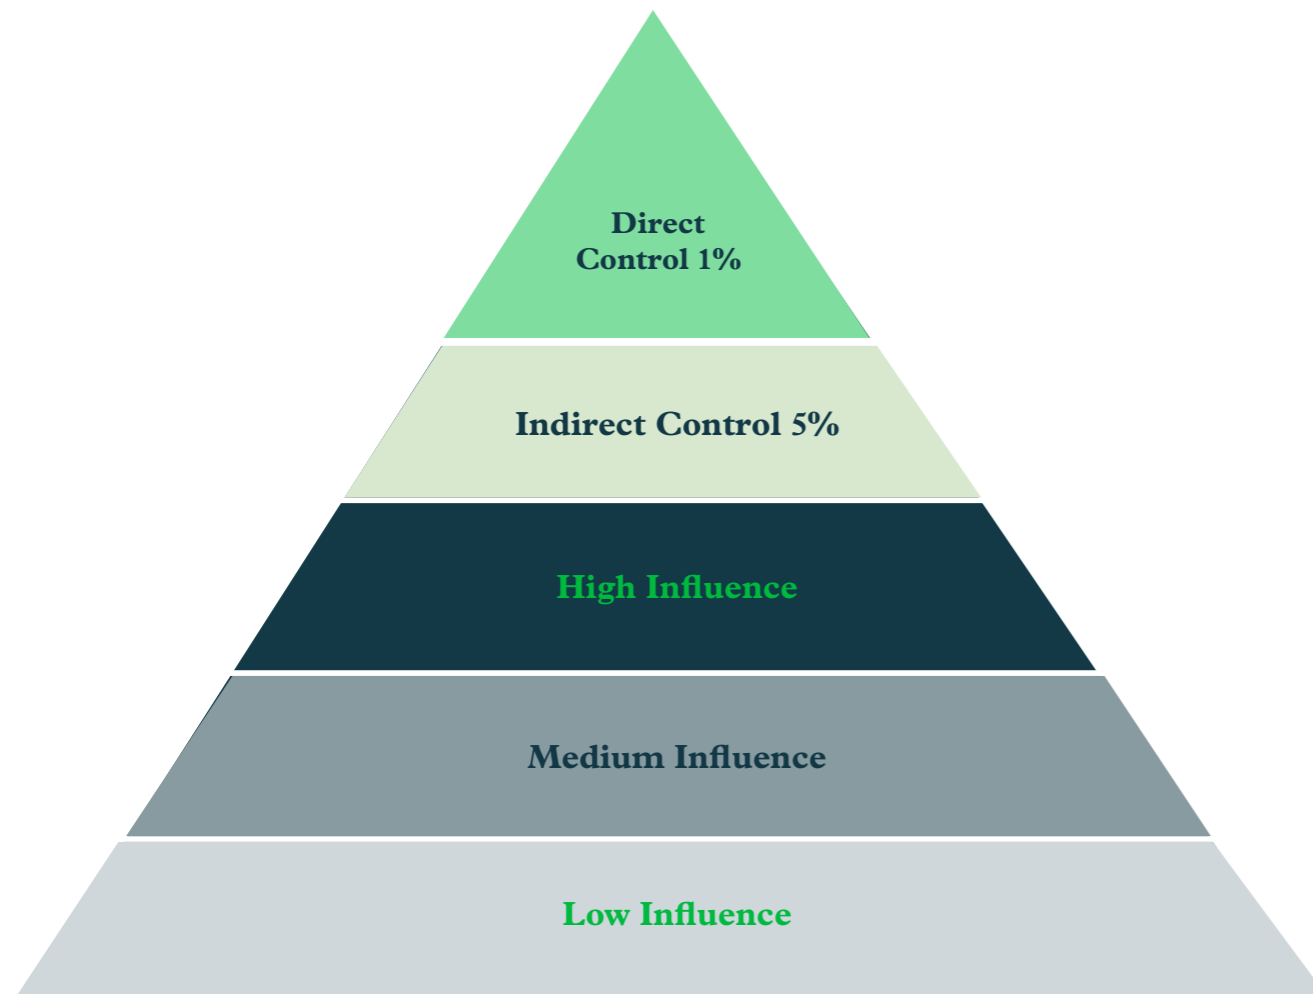 Direct
Control 1%
Indirect Control 5%
High Influence
Medium Influence
Low Influence